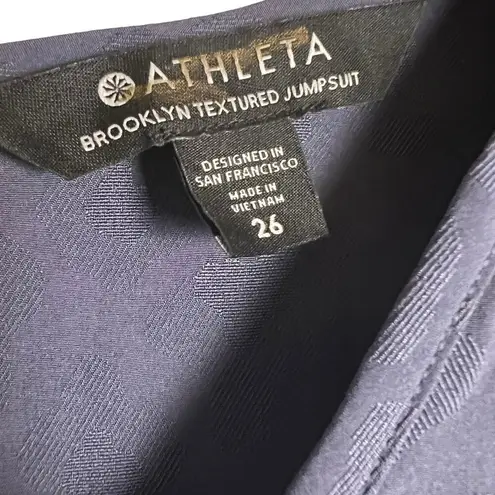 ATHLETA
BROOKLYN TEXTURED JUMPSUIT
DESIGNED IN
SAN FRANCISCO
MADE IN
VIETNAM
26